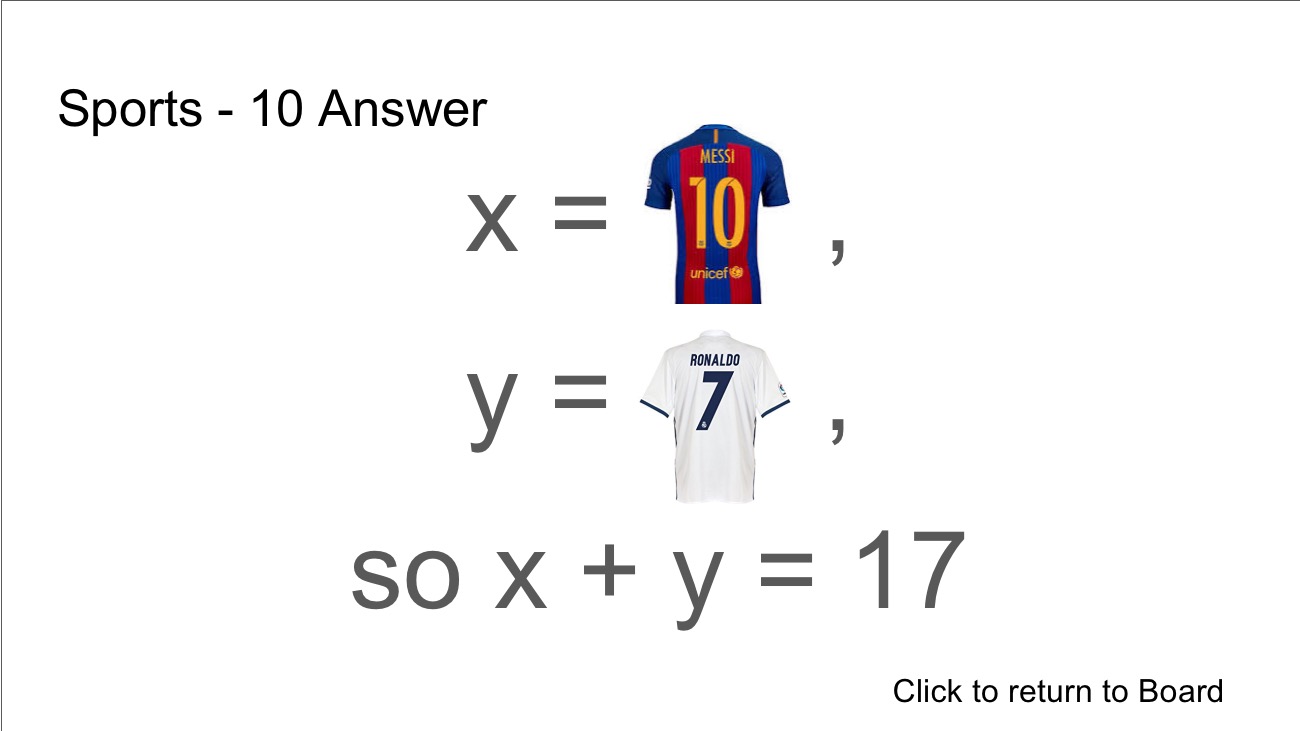 Sports - 10 Answer
x =
MESSI
10
unicef
,
y =
RONALDO
7
,
so x + y = 17
Click to return to Board